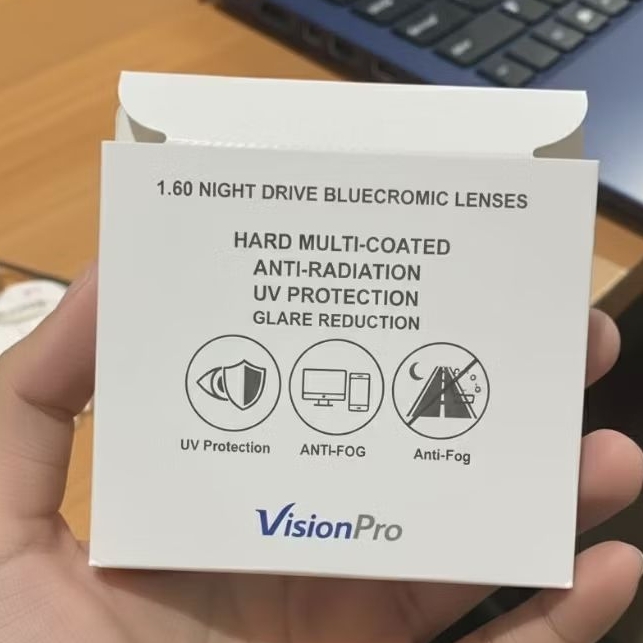 1.60 NIGHT DRIVE BLUECROMIC LENSES
HARD MULTI-COATED
ANTI-RADIATION
UV PROTECTION
GLARE REDUCTION
UV Protection ANTI-FOG Anti-Fog
VisionPro